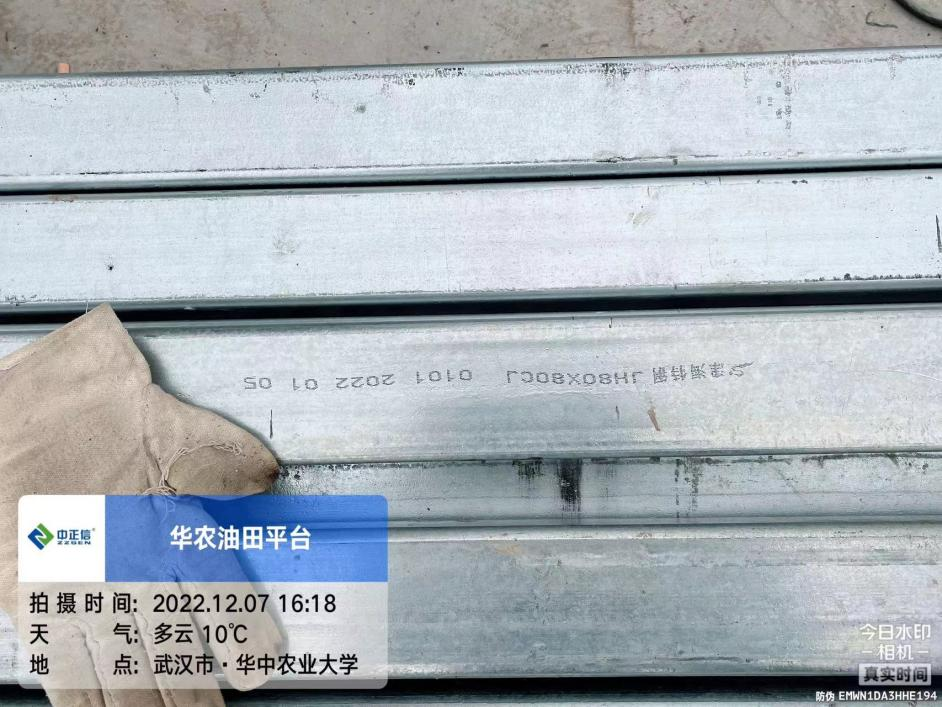 特钢 JH80X80CJ 0101 2022 01 05
中正信®
ZZGEN
华农油田平台
拍摄时间: 2022.12.07 16:18
天 气: 多云 10℃
地 点: 武汉市·华中农业大学
今日水印
相机
真实时间
防伪 EMWN1DA3HHE194